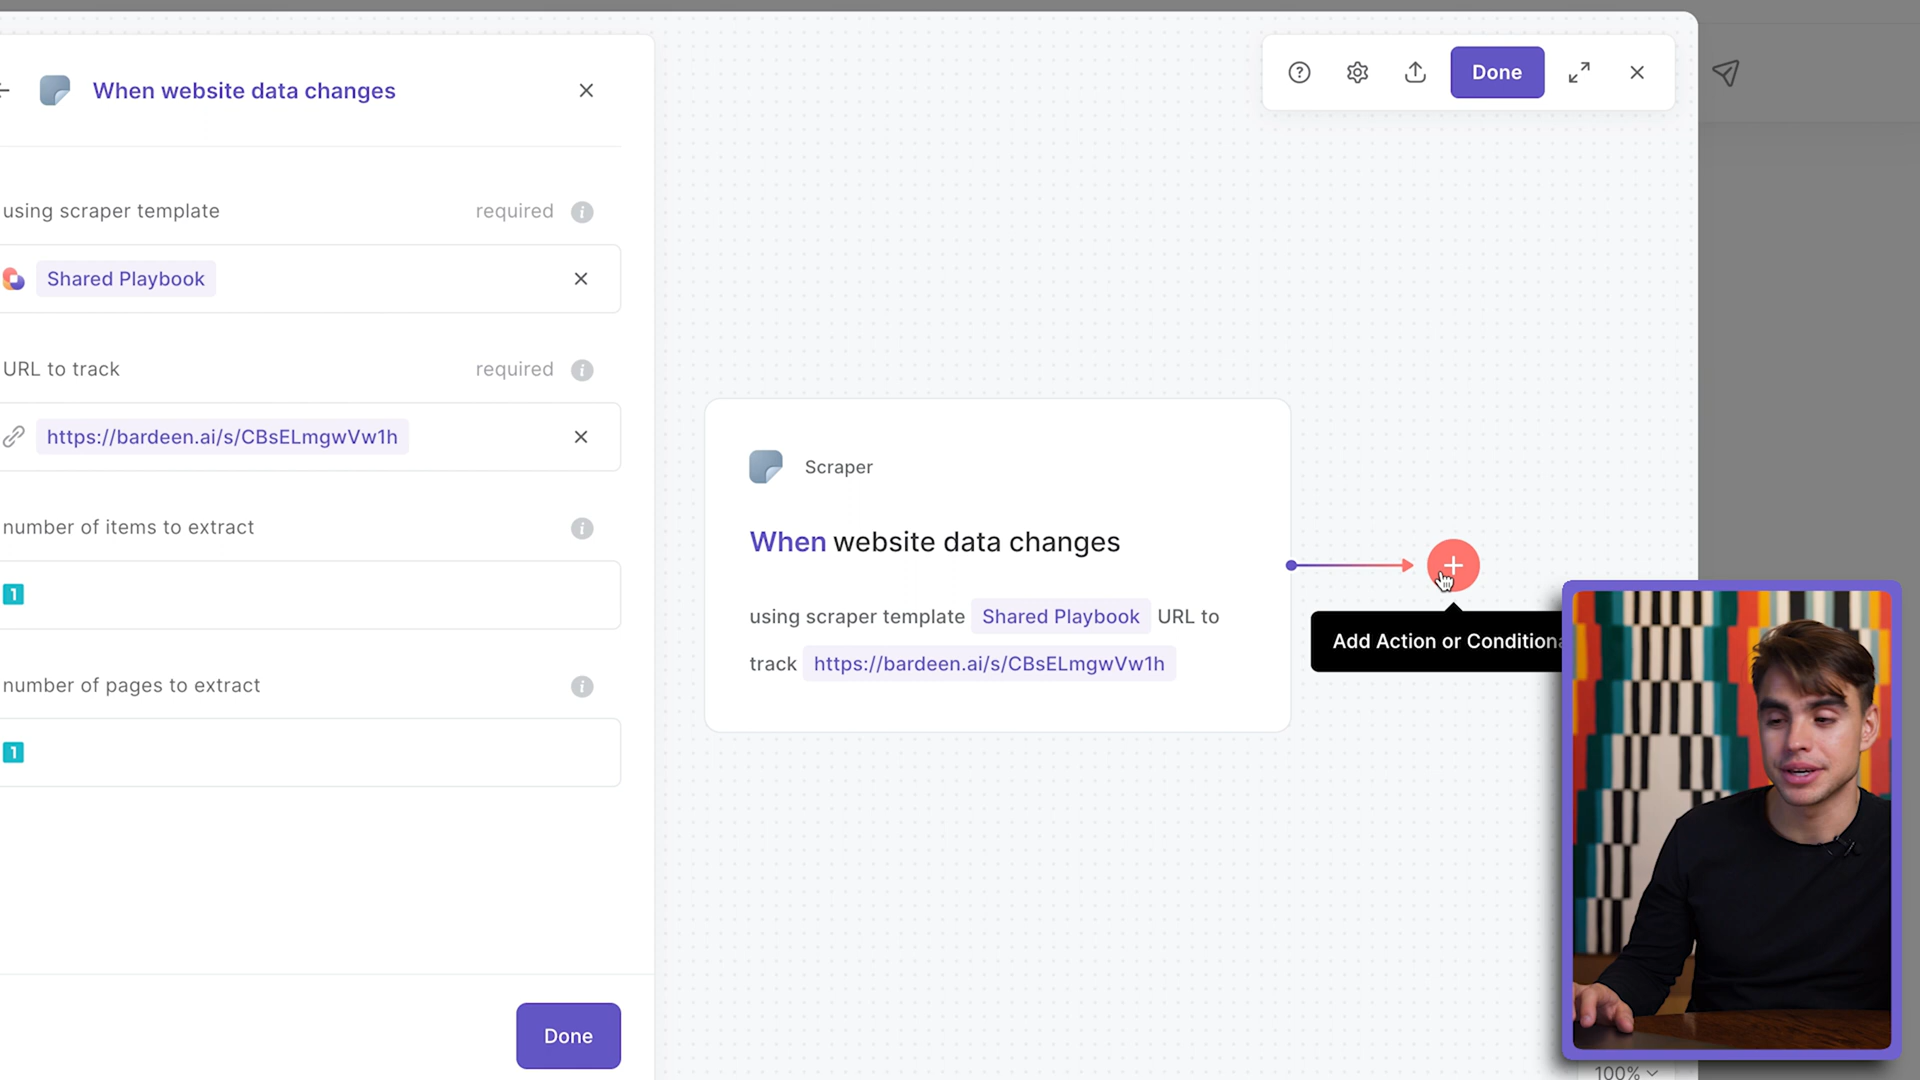 When website data changes
Done
using scraper template required
Shared Playbook
URL to track required
https://bardeen.ai/s/CBsELmgwVw1h
number of items to extract
1
number of pages to extract
1
Done
Scraper
When website data changes
using scraper template Shared Playbook URL to
track https://bardeen.ai/s/CBsELmgwVw1h
Add Action or Conditiona
100%